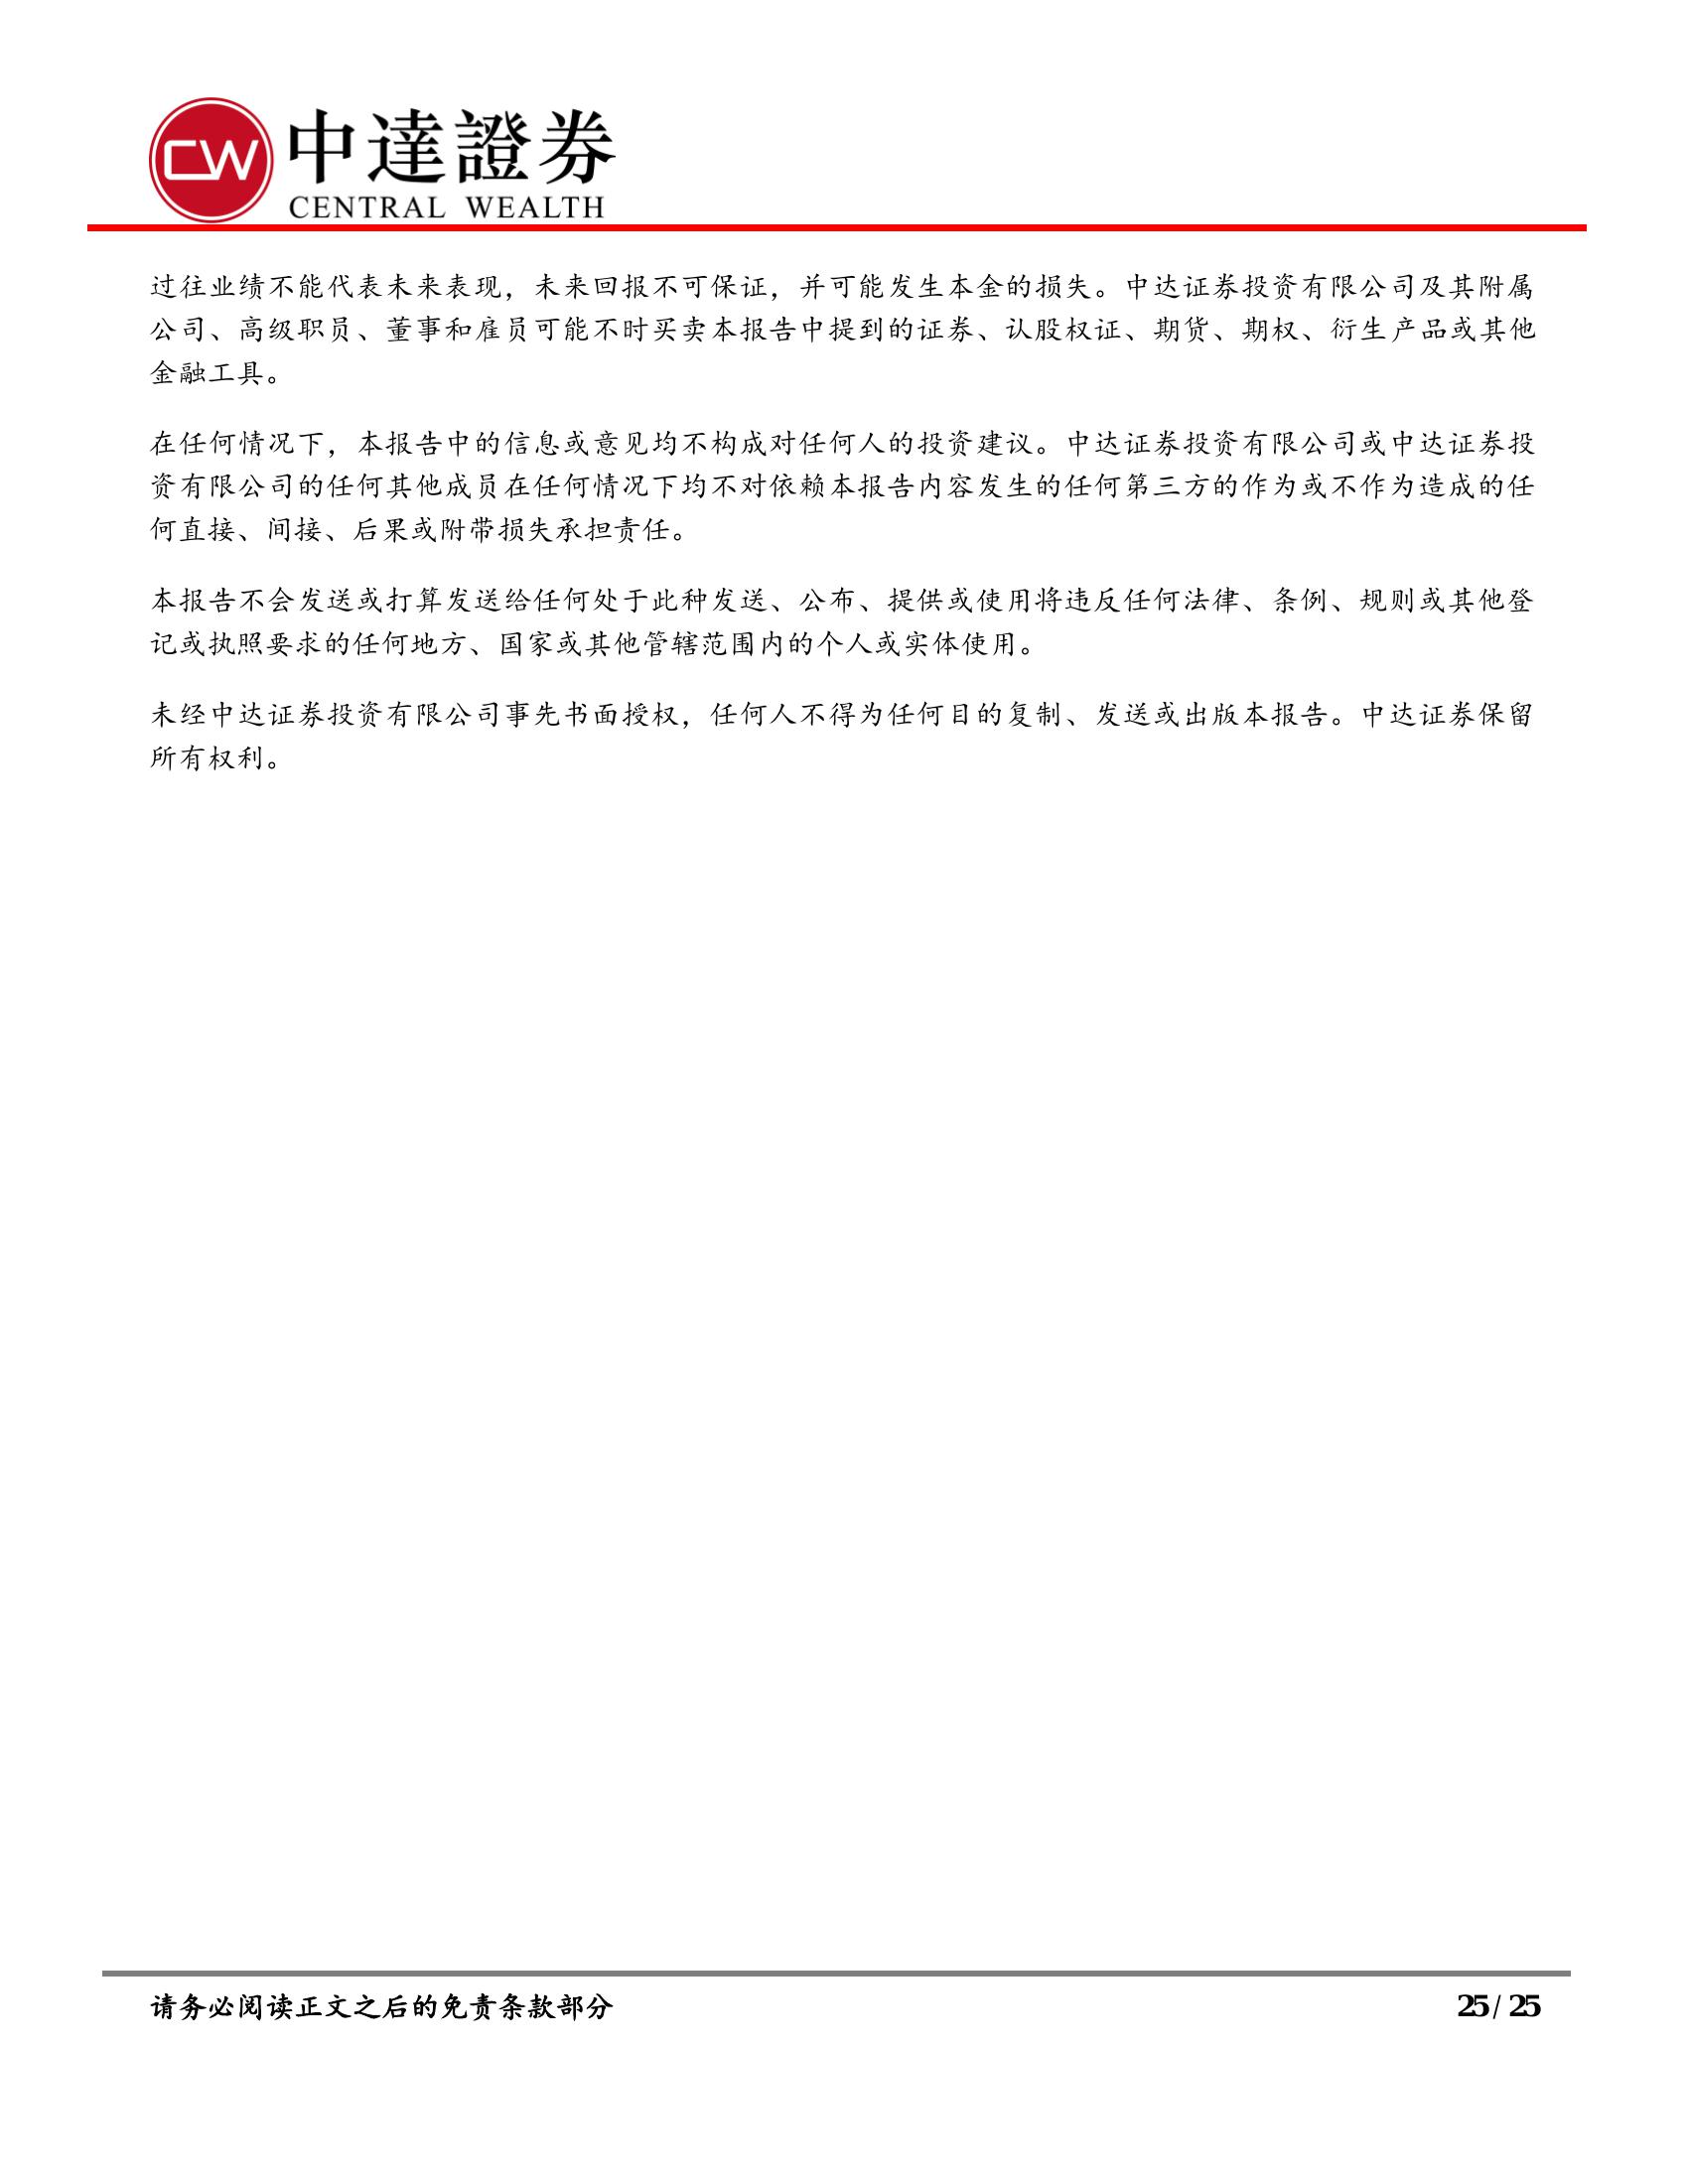 CW
中達證券
CENTRAL WEALTH
过往业绩不能代表未来表现，未来回报不可保证，并可能发生本金的损失。中达证券投资有限公司及其附属
公司、高级职员、董事和雇员可能不时买卖本报告中提到的证券、认股权证、期货、期权、衍生产品或其他
金融工具。
在任何情况下，本报告中的信息或意见均不构成对任何人的投资建议。中达证券投资有限公司或中达证券投
资有限公司的任何其他成员在任何情况下均不对依赖本报告内容发生的任何第三方的作为或不作为造成的任
何直接、间接、后果或附带损失承担责任。
本报告不会发送或打算发送给任何处于此种发送、公布、提供或使用将违反任何法律、条例、规则或其他登
记或执照要求的任何地方、国家或其他管辖范围内的个人或实体使用。
未经中达证券投资有限公司事先书面授权，任何人不得为任何目的复制、发送或出版本报告。中达证券保留
所有权利。
请务必阅读正文之后的免责条款部分 25 / 25